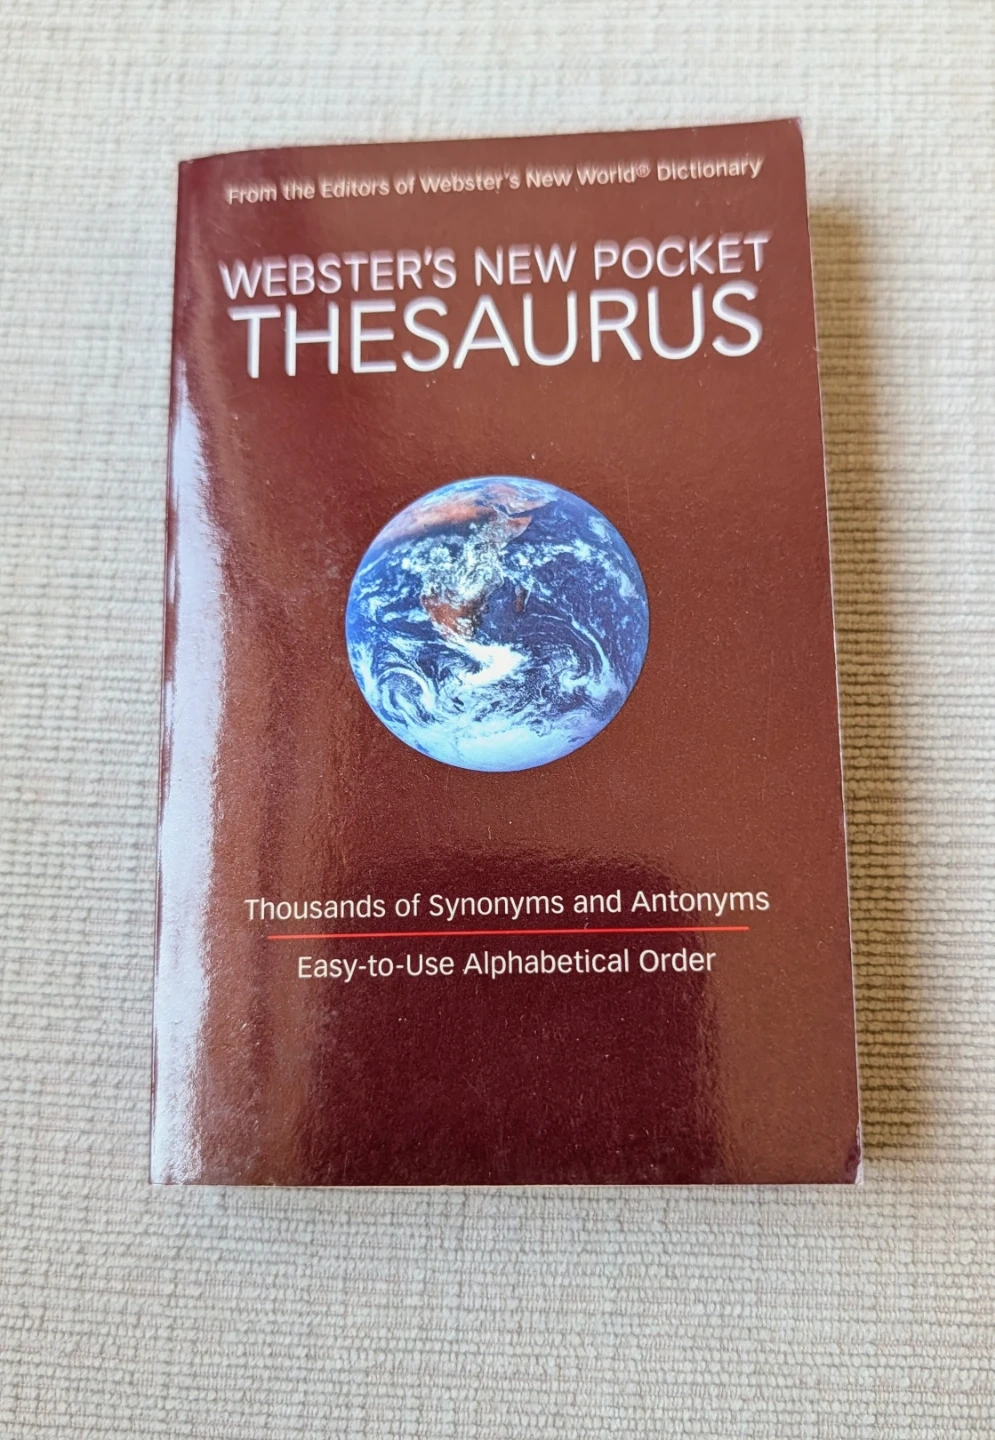 From the Editors of Webster's New World® Dictionary
WEBSTER'S NEW POCKET
THESAURUS
Thousands of Synonyms and Antonyms
Easy-to-Use Alphabetical Order